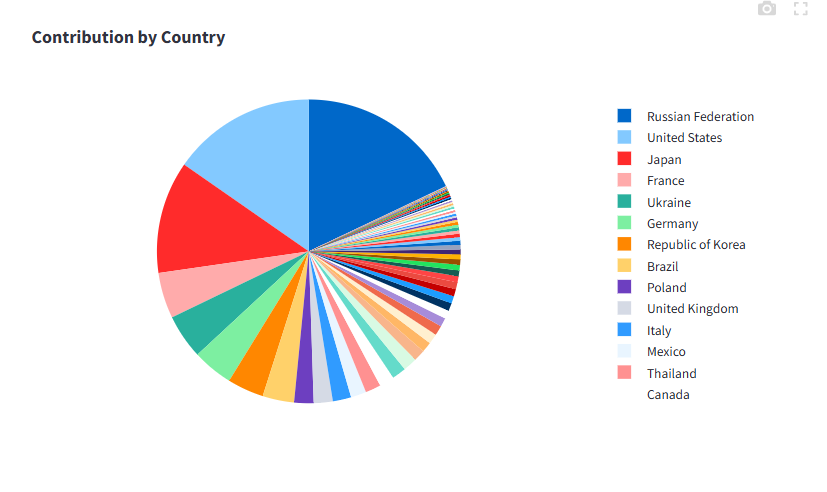 Contribution by Country
Russian Federation
United States
Japan
France
Ukraine
Germany
Republic of Korea
Brazil
Poland
United Kingdom
Italy
Mexico
Thailand
Canada